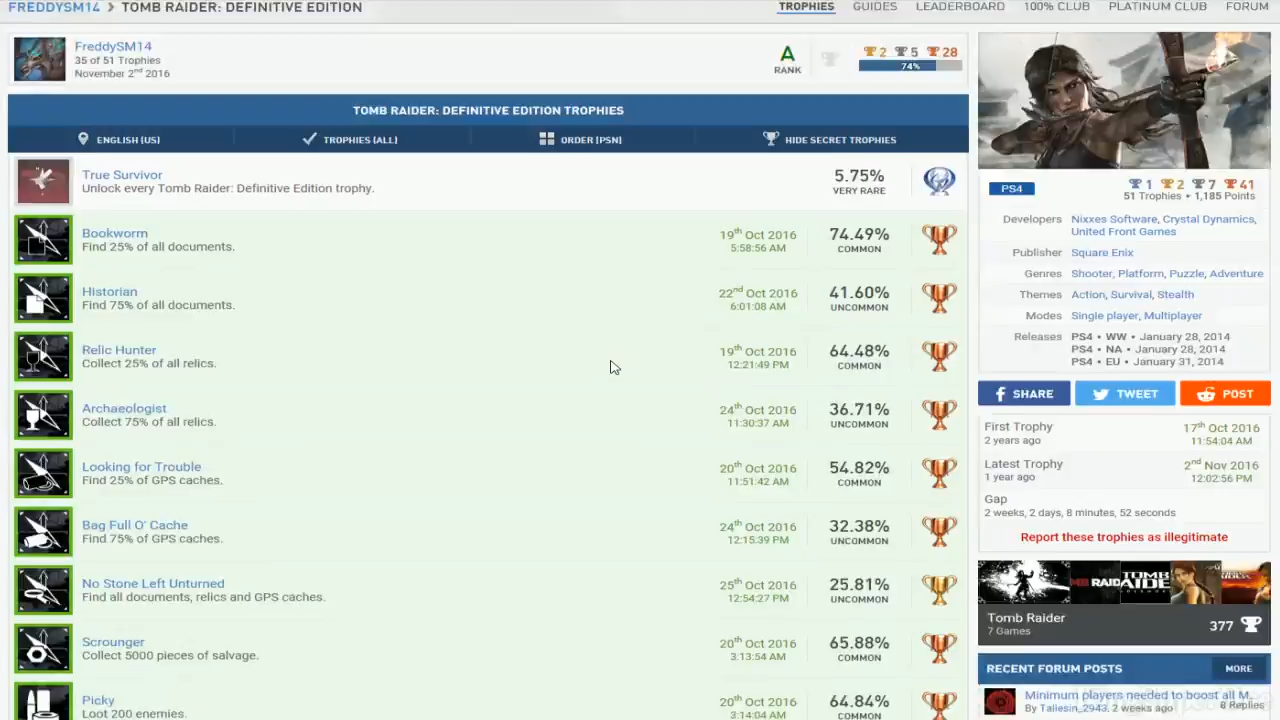 FREDDYSM14 > TOMB RAIDER: DEFINITIVE EDITION
TROPHIES GUIDES LEADERBOARD 100% CLUB PLATINUM CLUB FORUM
FreddySM14
35 of 51 Trophies
November 2nd 2016
A
RANK
2 5 28
74%
TOMB RAIDER: DEFINITIVE EDITION TROPHIES
ENGLISH (US) TROPHIES (ALL) ORDER (PSN) HIDE SECRET TROPHIES
True Survivor
Unlock every Tomb Raider: Definitive Edition trophy.
5.75%
VERY RARE
Bookworm
Find 25% of all documents.
19th Oct 2016
5:58:56 AM
74.49%
COMMON
Historian
Find 75% of all documents.
22nd Oct 2016
6:01:08 AM
41.60%
UNCOMMON
Relic Hunter
Collect 25% of all relics.
19th Oct 2016
12:21:49 PM
64.48%
COMMON
Archaeologist
Collect 75% of all relics.
24th Oct 2016
11:30:37 AM
36.71%
UNCOMMON
Looking for Trouble
Find 25% of GPS caches.
20th Oct 2016
11:51:42 AM
54.82%
COMMON
Bag Full O' Cache
Find 75% of GPS caches.
24th Oct 2016
12:15:39 PM
32.38%
UNCOMMON
No Stone Left Unturned
Find all documents, relics and GPS caches.
25th Oct 2016
12:54:27 PM
25.81%
UNCOMMON
Scrounger
Collect 5000 pieces of salvage.
20th Oct 2016
3:13:54 AM
65.88%
COMMON
Picky
Loot 200 enemies.
20th Oct 2016
3:14:04 AM
64.84%
COMMON
PS4
1 2 7 41
51 Trophies • 1,185 Points
Developers Nixxes Software, Crystal Dynamics,
United Front Games
Publisher Square Enix
Genres Shooter, Platform, Puzzle, Adventure
Themes Action, Survival, Stealth
Modes Single player, Multiplayer
Releases PS4 • WW • January 28, 2014
PS4 • NA • January 28, 2014
PS4 • EU • January 31, 2014
SHARE TWEET POST
First Trophy
2 years ago
17th Oct 2016
11:54:04 AM
Latest Trophy
1 year ago
2nd Nov 2016
12:02:56 PM
Gap
2 weeks, 2 days, 8 minutes, 52 seconds
Report these trophies as illegitimate
Tomb Raider
7 Games
377
RECENT FORUM POSTS MORE
Minimum players needed to boost all M..
By Taliesin_2943, 2 weeks ago
8 Replies